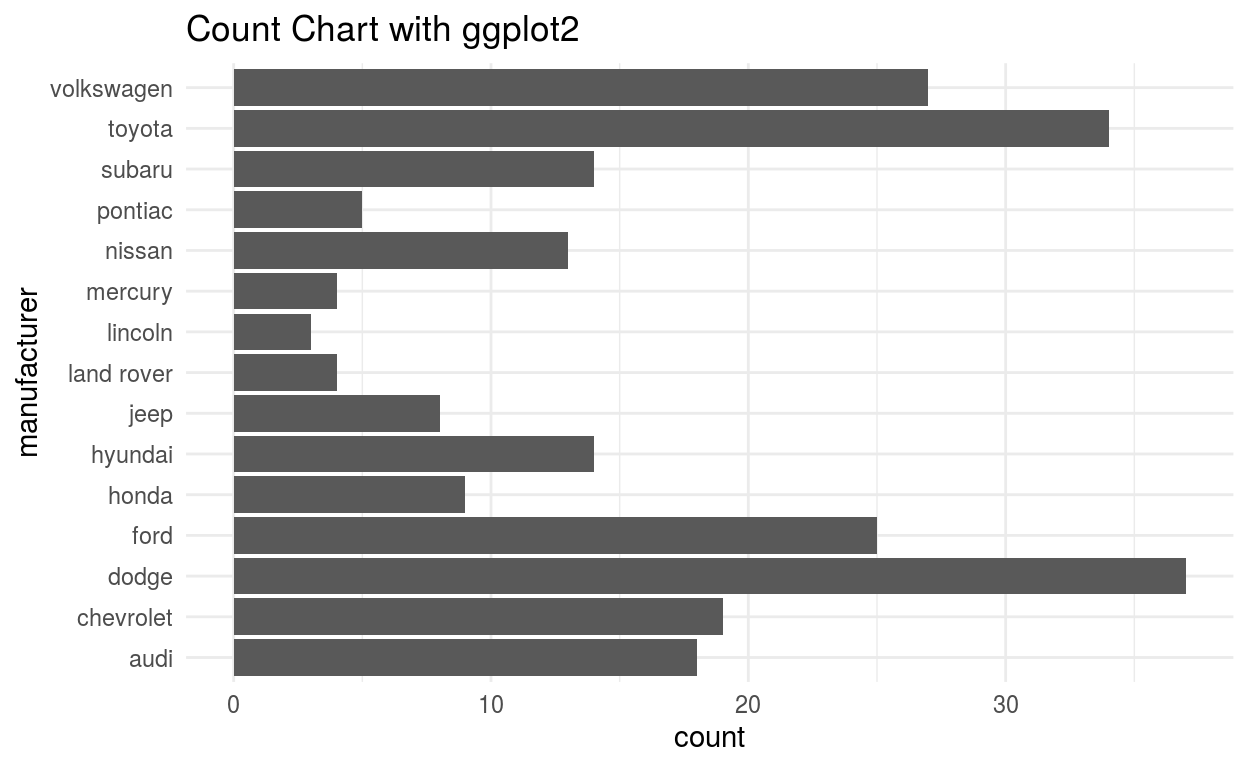 Count Chart with ggplot2
volkswagen
toyota
subaru
pontiac
nissan
mercury
lincoln
land rover
jeep
hyundai
honda
ford
dodge
chevrolet
audi
manufacturer
0 10 20 30
count